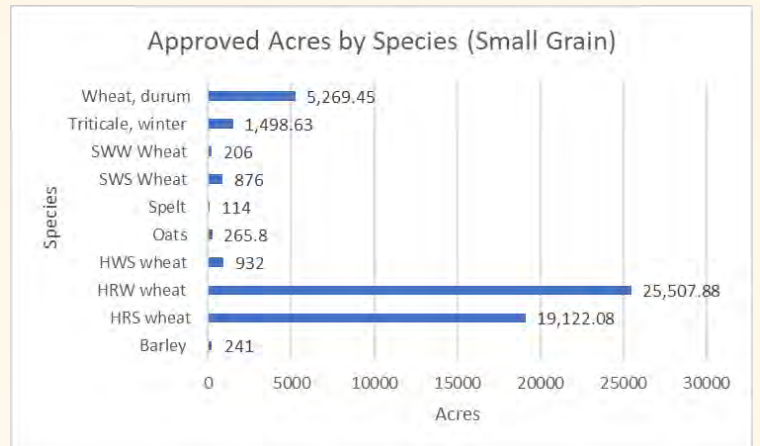 Approved Acres by Species (Small Grain)
Species
Wheat, durum 5,269.45
Triticale, winter 1,498.63
SWW Wheat 206
SWS Wheat 876
Spelt 114
Oats 265.8
HWS wheat 932
HRW wheat 25,507.88
HRS wheat 19,122.08
Barley 241
0 5000 10000 15000 20000 25000 30000
Acres